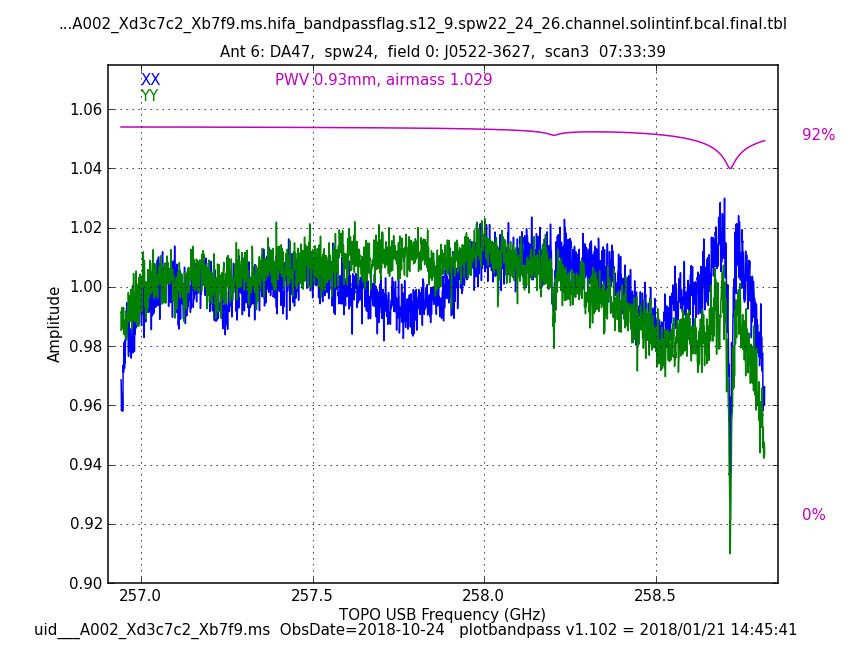 ...A002_Xd3c7c2_Xb7f9.ms.hifa_bandpassflag.s12_9.spw22_24_26.channel.solintinf.bcal.final.tbl
Ant 6: DA47,  spw24,  field 0: J0522-3627,  scan3  07:33:39
XX
PWV 0.93mm, airmass 1.029
YY
1.06
92%
1.04
1.02
1.00
0.98
0.96
0.94
0.92
0%
0.90
Amplitude
257.0
257.5
258.0
258.5
TOPO USB Frequency (GHz)
uid___A002_Xd3c7c2_Xb7f9.ms  ObsDate=2018-10-24   plotbandpass v1.102 = 2018/01/21 14:45:41